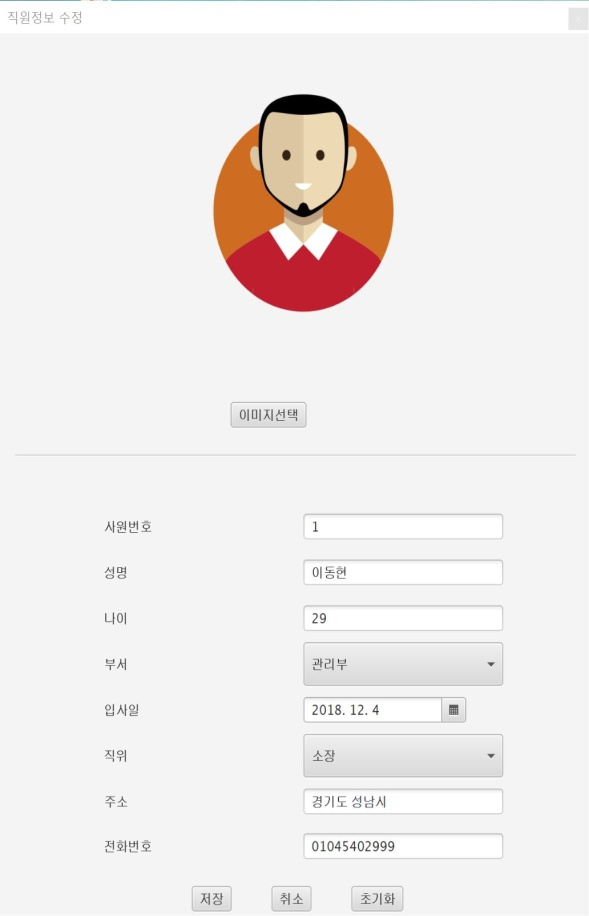 직원정보 수정
이미지선택
사원번호 1
성명 이동현
나이 29
부서 관리부
입사일 2018. 12. 4
직위 소장
주소 경기도 성남시
전화번호 01045402999
저장 취소 초기화